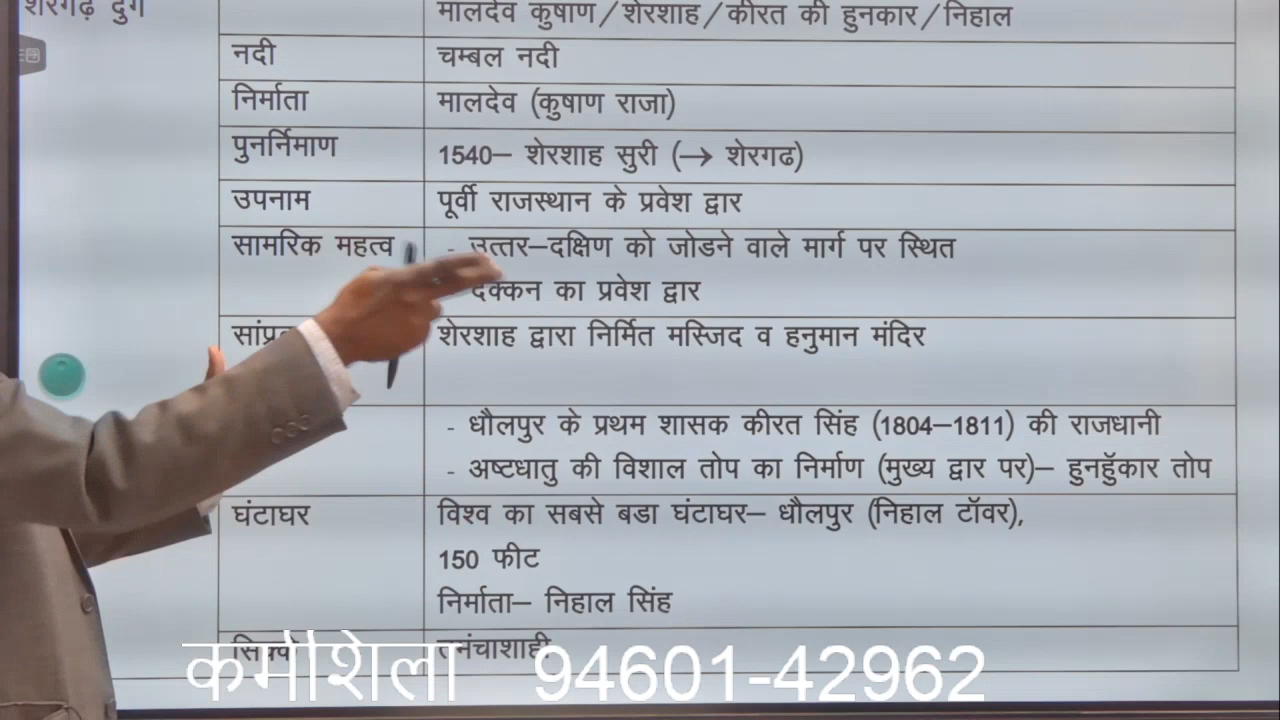 शेरगढ़ दुर्ग
मालदेव कुषाण/शेरशाह/कीरत की हुनकार/निहाल
नदी चम्बल नदी
निर्माता मालदेव (कुषाण राजा)
पुनर्निमाण 1540– शेरशाह सुरी (→ शेरगढ)
उपनाम पूर्वी राजस्थान के प्रवेश द्वार
सामरिक महत्व - उत्तर–दक्षिण को जोडने वाले मार्ग पर स्थित
दक्कन का प्रवेश द्वार
शेरशाह द्वारा निर्मित मस्जिद व हनुमान मंदिर
- धौलपुर के प्रथम शासक कीरत सिंह (1804–1811) की राजधानी
- अष्टधातु की विशाल तोप का निर्माण (मुख्य द्वार पर)– हुनहुॅकार तोप
घंटाघर विश्व का सबसे बडा घंटाघर– धौलपुर (निहाल टॉवर),
150 फीट
निर्माता– निहाल सिंह
सिक्के तमंचाशाही
कर्मशिला 94601-42962